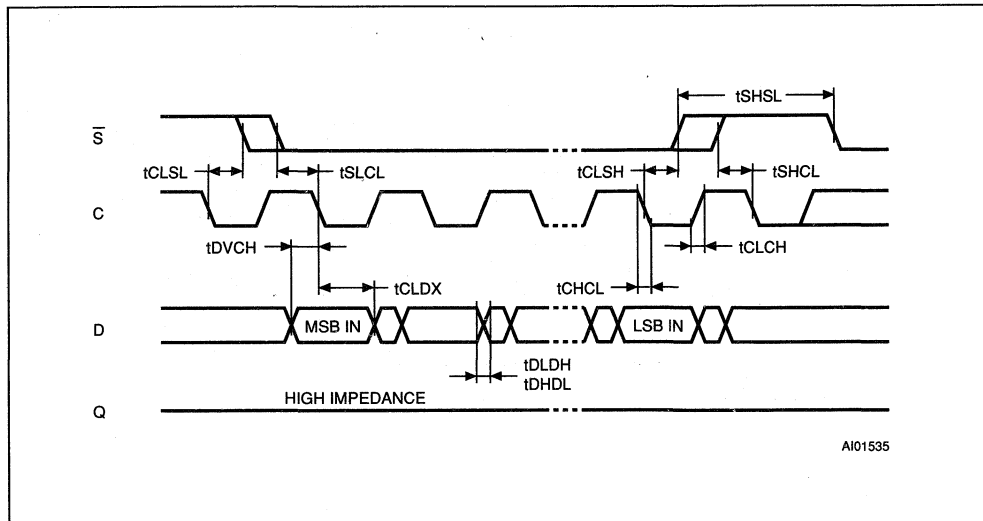 tSHSL
S̅
tCLSL
tSLCL
tCLSH
tSHCL
C
tDVCH
tCLCH
tCLDX
tCHCL
D
MSB IN
LSB IN
tDLDH
tDHDL
HIGH IMPEDANCE
Q
AI01535